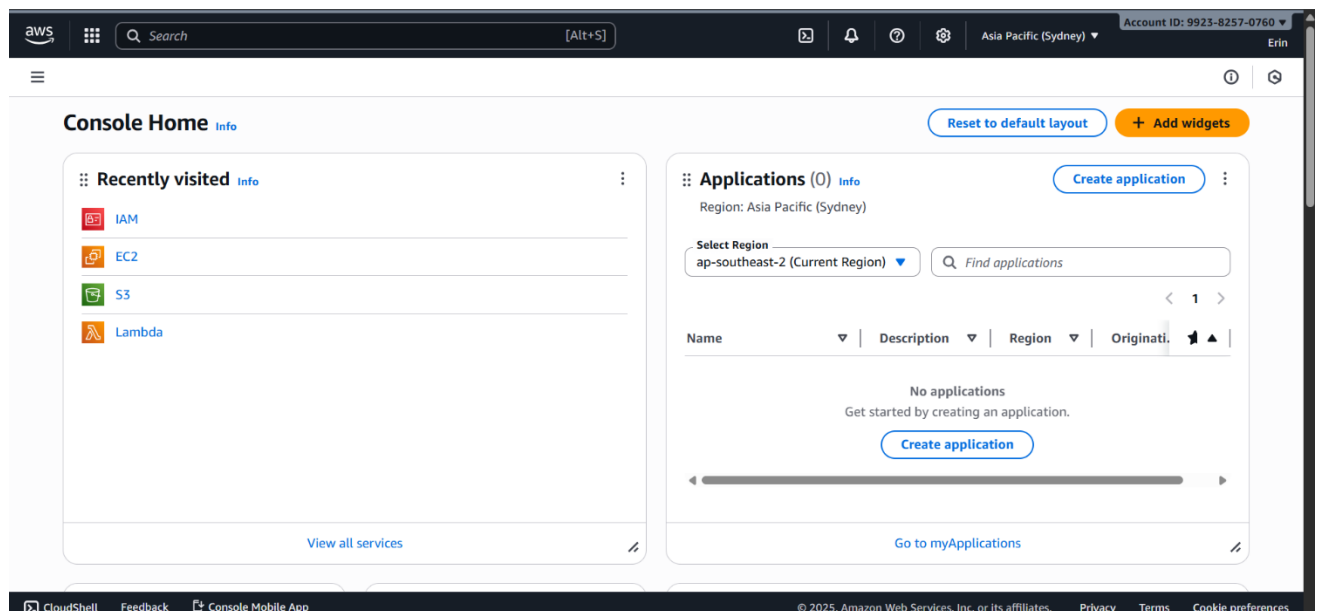 aws
Search [Alt+S]
Asia Pacific (Sydney)
Account ID: 9923-8257-0760
Erin
Console Home Info
Reset to default layout
+ Add widgets
Recently visited Info
IAM
EC2
S3
Lambda
View all services
Applications (0) Info
Create application
Region: Asia Pacific (Sydney)
Select Region
ap-southeast-2 (Current Region)
Find applications
1
Name Description Region Originati.
No applications
Get started by creating an application.
Create application
Go to myApplications
CloudShell Feedback Console Mobile App © 2025, Amazon Web Services, Inc. or its affiliates. Privacy Terms Cookie preferences